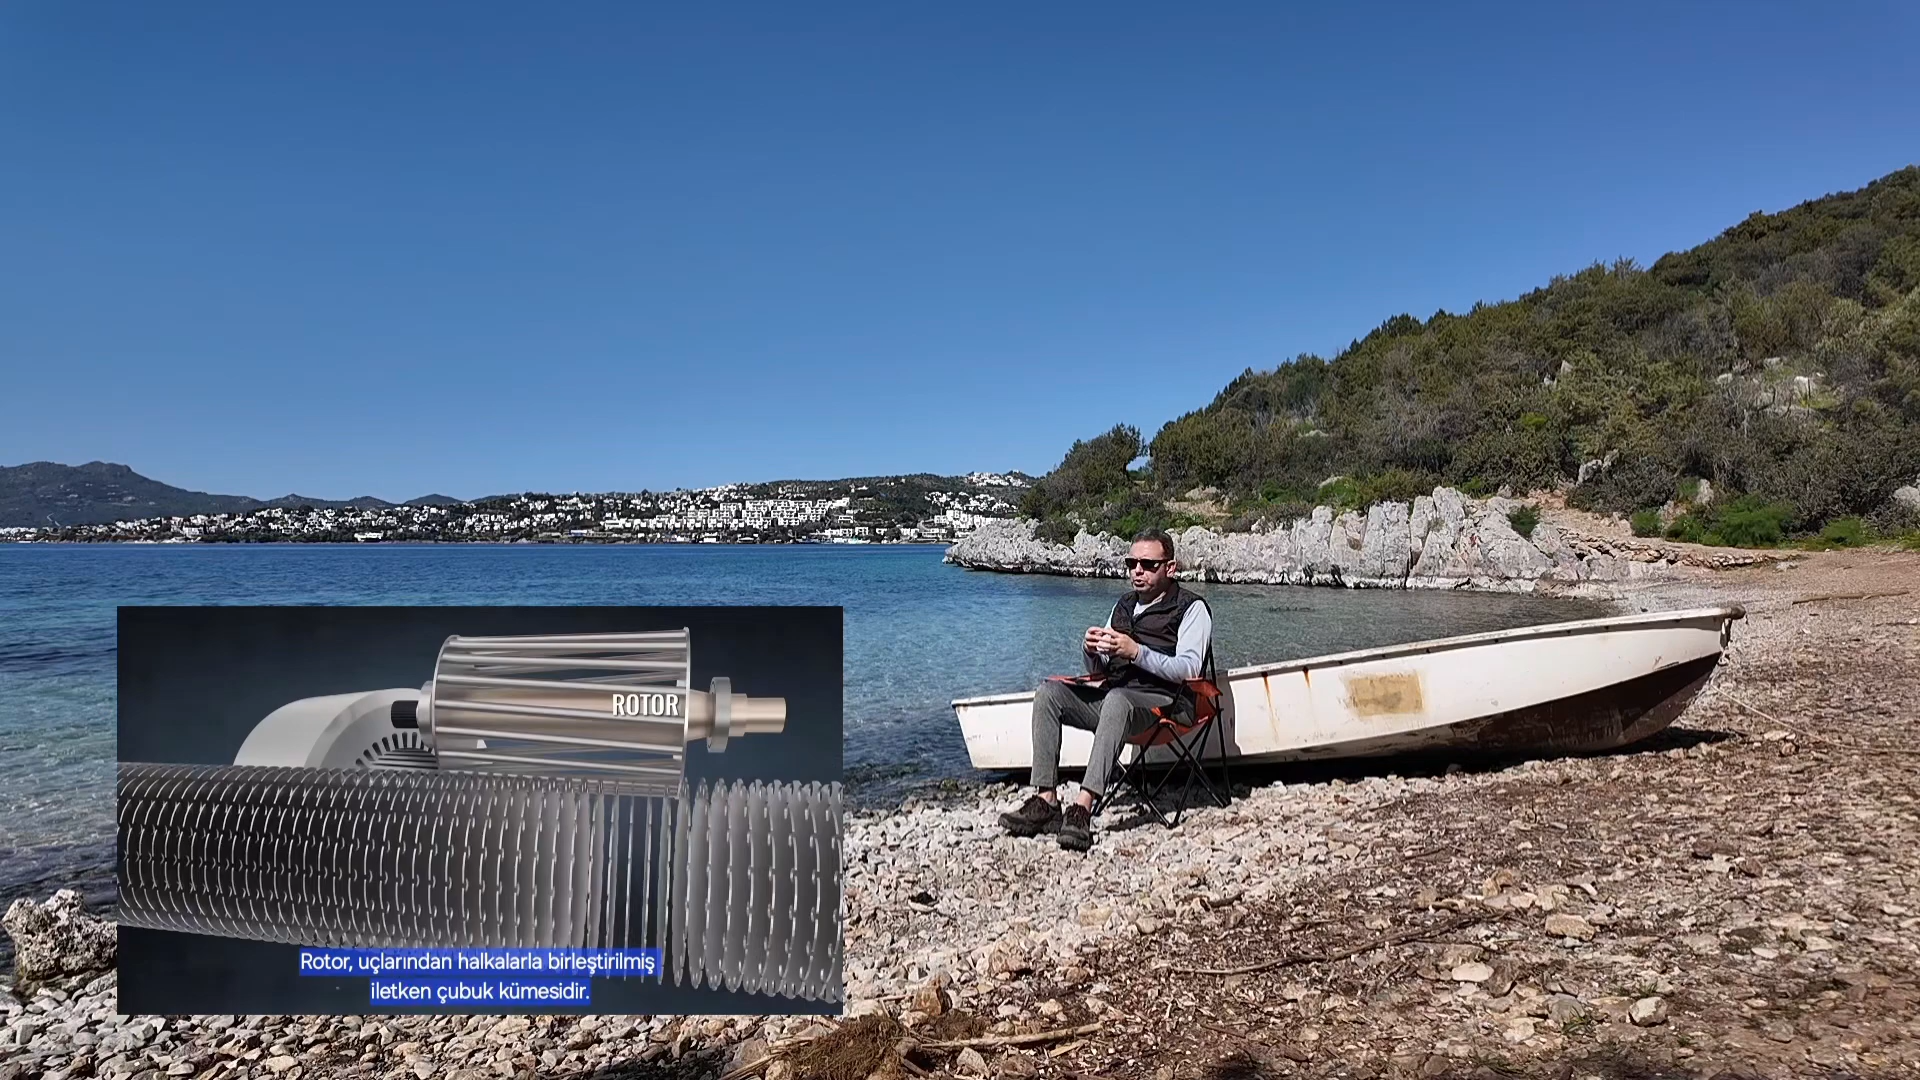 ROTOR
Rotor, uçlarından halkalarla birleştirilmiş
iletken çubuk kümesidir.